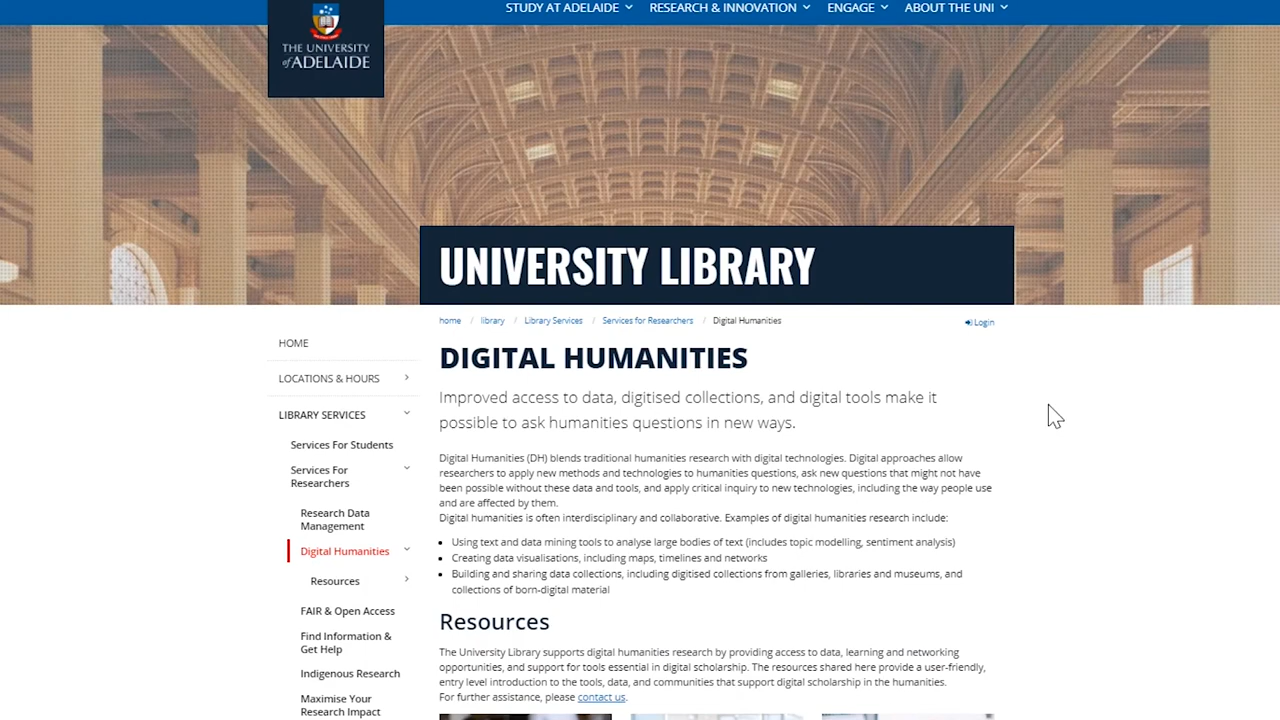 STUDY AT ADELAIDE RESEARCH & INNOVATION ENGAGE ABOUT THE UNI
THE UNIVERSITY
of ADELAIDE
UNIVERSITY LIBRARY
home / library / Library Services / Services for Researchers / Digital Humanities
Login
HOME
LOCATIONS & HOURS
LIBRARY SERVICES
Services For Students
Services For
Researchers
Research Data
Management
Digital Humanities
Resources
FAIR & Open Access
Find Information &
Get Help
Indigenous Research
Maximise Your
Research Impact
DIGITAL HUMANITIES
Improved access to data, digitised collections, and digital tools make it
possible to ask humanities questions in new ways.
Digital Humanities (DH) blends traditional humanities research with digital technologies. Digital approaches allow
researchers to apply new methods and technologies to humanities questions, ask new questions that might not have
been possible without these data and tools, and apply critical inquiry to new technologies, including the way people use
and are affected by them.
Digital humanities is often interdisciplinary and collaborative. Examples of digital humanities research include:
• Using text and data mining tools to analyse large bodies of text (includes topic modelling, sentiment analysis)
• Creating data visualisations, including maps, timelines and networks
• Building and sharing data collections, including digitised collections from galleries, libraries and museums, and
collections of born-digital material
Resources
The University Library supports digital humanities research by providing access to data, learning and networking
opportunities, and support for tools essential in digital scholarship. The resources shared here provide a user-friendly,
entry level introduction to the tools, data, and communities that support digital scholarship in the humanities.
For further assistance, please contact us.